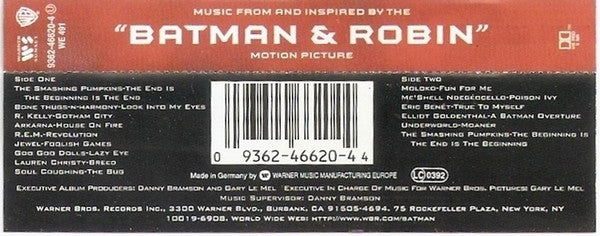 MUSIC FROM AND INSPIRED BY THE
"BATMAN & ROBIN"
MOTION PICTURE
9362-46620-4
WE 491
SIDE ONE
THE SMASHING PUMPKINS-THE END IS
THE BEGINNING IS THE END
BONE THUGS-N-HARMONY-LOOK INTO MY EYES
R. KELLY-GOTHAM CITY
ARKARNA-HOUSE ON FIRE
R.E.M.-REVOLUTION
JEWEL-FOOLISH GAMES
GOO GOO DOLLS-LAZY EYE
LAUREN CHRISTY-BREED
SOUL COUGHING-THE BUG
SIDE TWO
MOLOKO-FUN FOR ME
ME'SHELL NDEGÉOCELLO-POISON IVY
ERIC BENÉT-TRUE TO MYSELF
ELLIOT GOLDENTHAL-A BATMAN OVERTURE
UNDERWORLD-MOANER
THE SMASHING PUMPKINS-THE BEGINNING IS
THE END IS THE BEGINNING
0 9362-46620-4 4
Made in Germany by WARNER MUSIC MANUFACTURING EUROPE
LC 0392
EXECUTIVE ALBUM PRODUCERS: DANNY BRAMSON AND GARY LE MEL EXECUTIVE IN CHARGE OF MUSIC FOR WARNER BROS. PICTURES: GARY LE MEL
MUSIC SUPERVISOR: DANNY BRAMSON
WARNER BROS. RECORDS INC., 3300 WARNER BLVD., BURBANK, CA 91505-4694. 75 ROCKEFELLER PLAZA, NEW YORK, NY
10019-6908. WORLD WIDE WEB: HTTP://WWW.WBR.COM/BATMAN